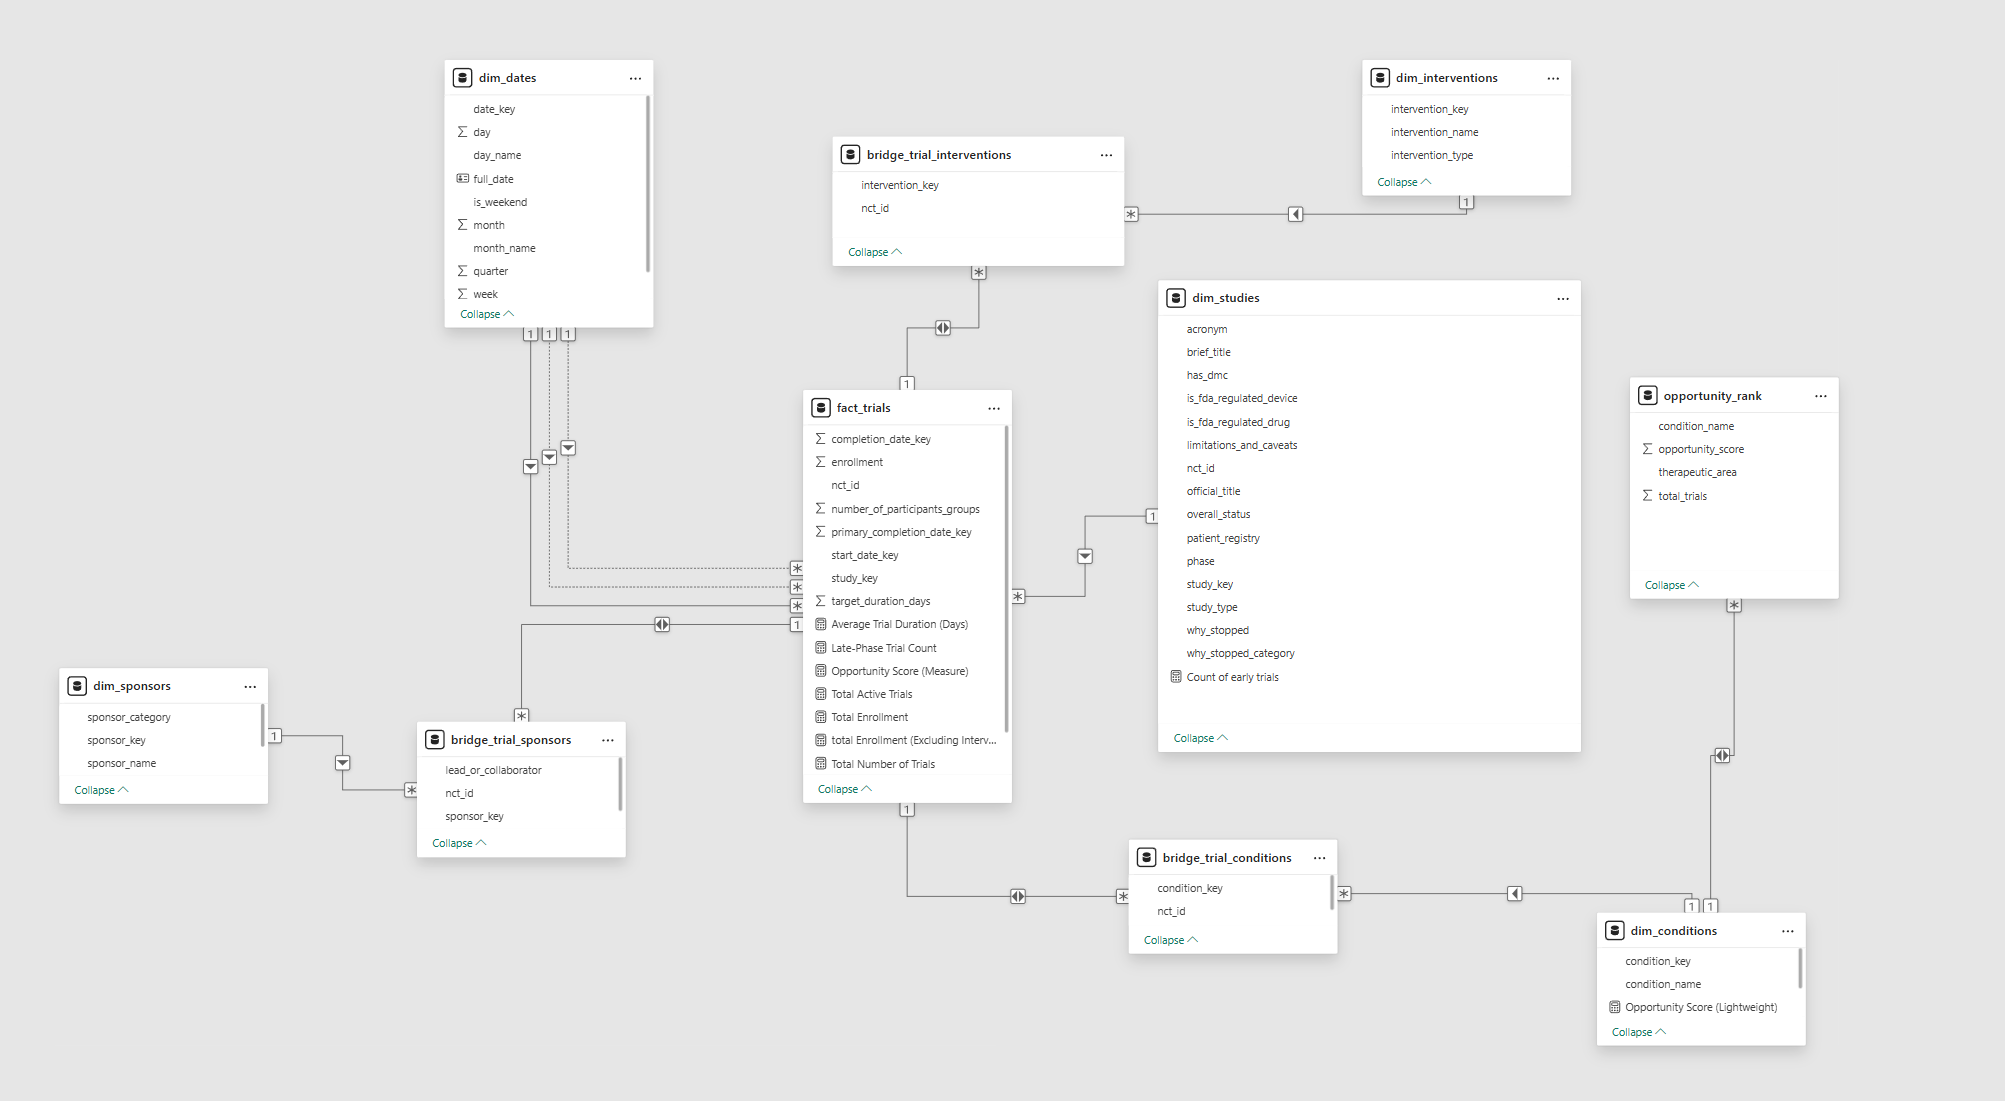 dim_dates
date_key
day
day_name
full_date
is_weekend
month
month_name
quarter
week
Collapse
dim_interventions
intervention_key
intervention_name
intervention_type
Collapse
bridge_trial_interventions
intervention_key
nct_id
Collapse
dim_studies
acronym
brief_title
has_dmc
is_fda_regulated_device
is_fda_regulated_drug
limitations_and_caveats
nct_id
official_title
overall_status
patient_registry
phase
study_key
study_type
why_stopped
why_stopped_category
Count of early trials
Collapse
opportunity_rank
condition_name
opportunity_score
therapeutic_area
total_trials
Collapse
fact_trials
completion_date_key
enrollment
nct_id
number_of_participants_groups
primary_completion_date_key
start_date_key
study_key
target_duration_days
Average Trial Duration (Days)
Late-Phase Trial Count
Opportunity Score (Measure)
Total Active Trials
Total Enrollment
total Enrollment (Excluding Interv...
Total Number of Trials
Collapse
dim_sponsors
sponsor_category
sponsor_key
sponsor_name
Collapse
bridge_trial_sponsors
lead_or_collaborator
nct_id
sponsor_key
Collapse
bridge_trial_conditions
condition_key
nct_id
Collapse
dim_conditions
condition_key
condition_name
Opportunity Score (Lightweight)
Collapse
1
1
1
1
1
1
1
1
1
1
1